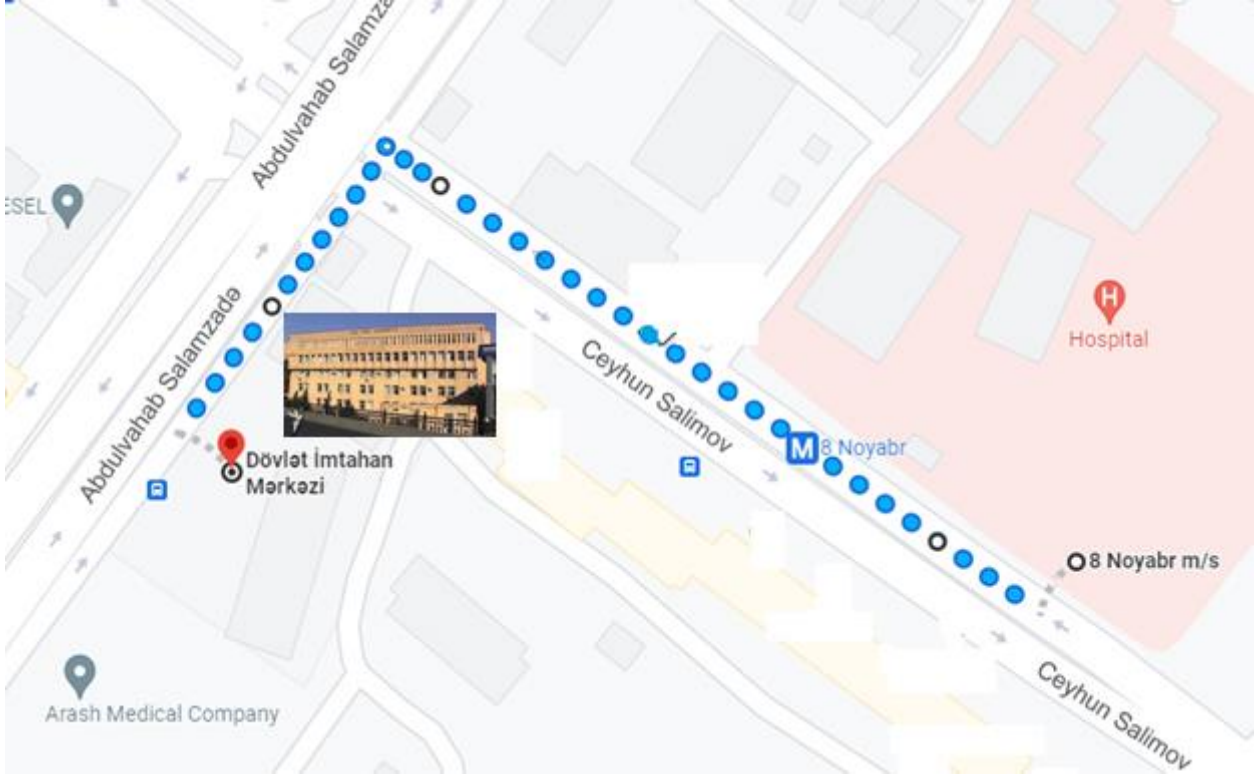 Abdulvahab Salamza
ESEL
H
Hospital
Abdulvahab Salamzadə
Ceyhun Salimov
M 8 Noyabr
Dövlət İmtahan
Mərkəzi
8 Noyabr m/s
Arash Medical Company
Ceyhun Salimov